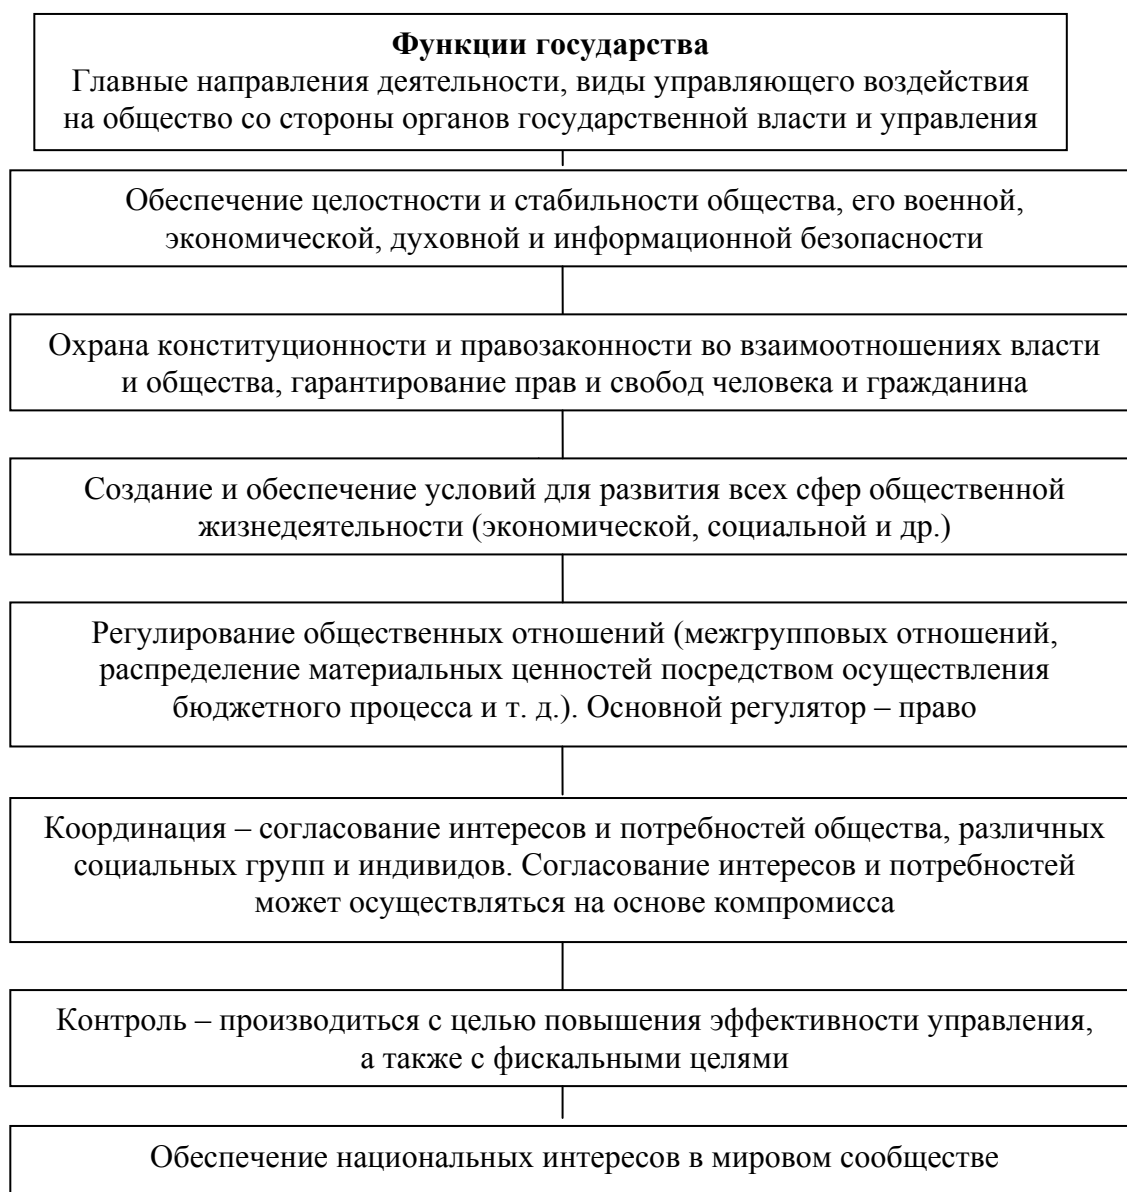 Функции государства
Главные направления деятельности, виды управляющего воздействия
на общество со стороны органов государственной власти и управления
Обеспечение целостности и стабильности общества, его военной,
экономической, духовной и информационной безопасности
Охрана конституционности и правозаконности во взаимоотношениях власти
и общества, гарантирование прав и свобод человека и гражданина
Создание и обеспечение условий для развития всех сфер общественной
жизнедеятельности (экономической, социальной и др.)
Регулирование общественных отношений (межгрупповых отношений,
распределение материальных ценностей посредством осуществления
бюджетного процесса и т. д.). Основной регулятор – право
Координация – согласование интересов и потребностей общества, различных
социальных групп и индивидов. Согласование интересов и потребностей
может осуществляться на основе компромисса
Контроль – производиться с целью повышения эффективности управления,
а также с фискальными целями
Обеспечение национальных интересов в мировом сообществе